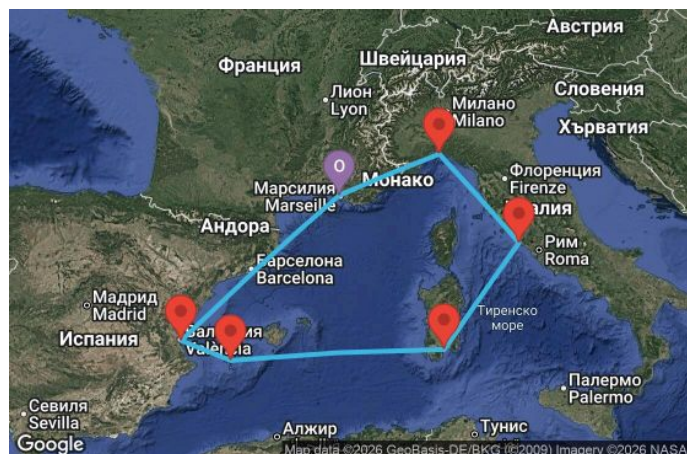 Австрия
Швейцария
Франция
Лион
Lyon
Словения
Милано
Milano
Хърватия
Монако
Марсилия
Marseille
О
Флоренция
Firenze
Италия
Андора
Рим
Roma
Барселона
Barcelona
Мадрид
Madrid
Тиренско
море
Испания
València
Палермо
Palermo
Севиля
Sevilla
Алжир
Тунис
Google
Map data ©2026 GeoBasis-DE/BKG (©2009) Imagery ©2026 NASA